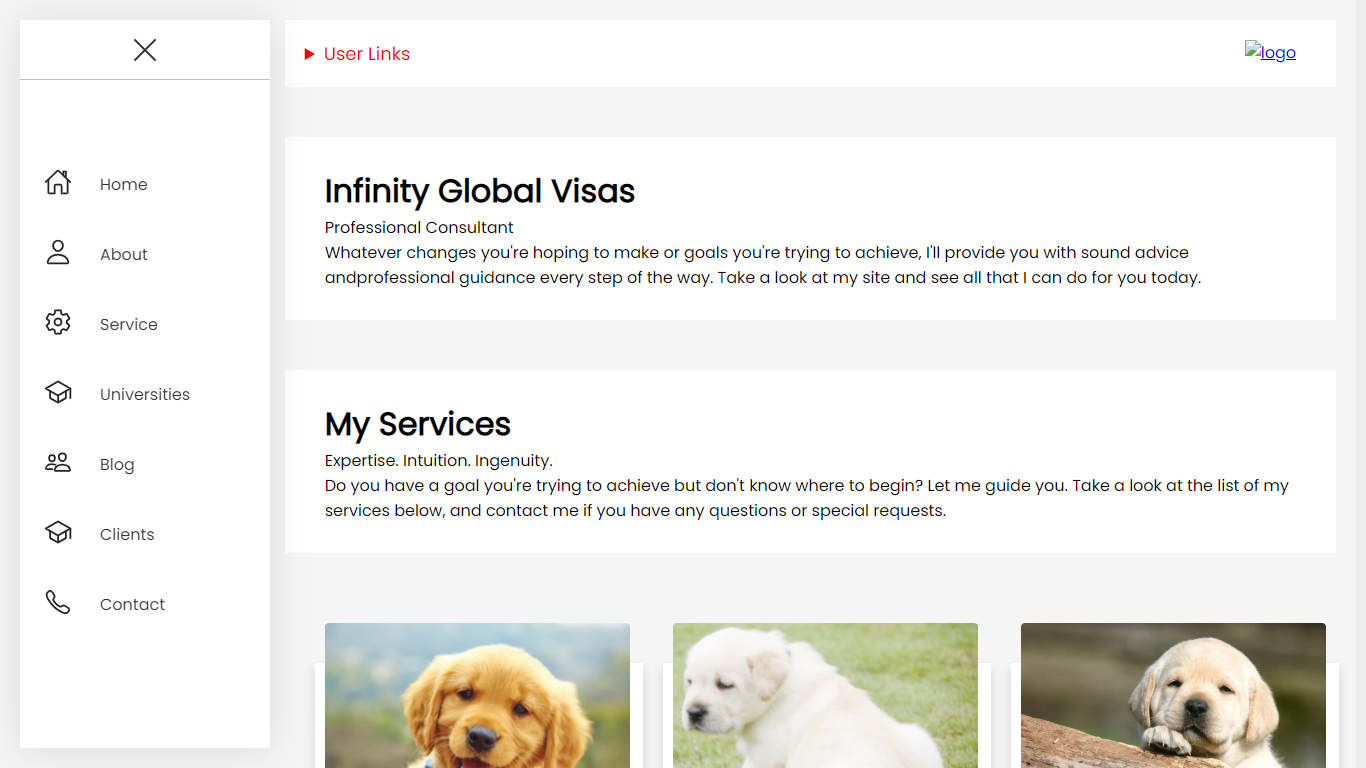 User Links
logo
Home
About
Service
Universities
Blog
Clients
Contact
Infinity Global Visas
Professional Consultant
Whatever changes you're hoping to make or goals you're trying to achieve, I'll provide you with sound advice
andprofessional guidance every step of the way. Take a look at my site and see all that I can do for you today.
My Services
Expertise. Intuition. Ingenuity.
Do you have a goal you're trying to achieve but don't know where to begin? Let me guide you. Take a look at the list of my
services below, and contact me if you have any questions or special requests.